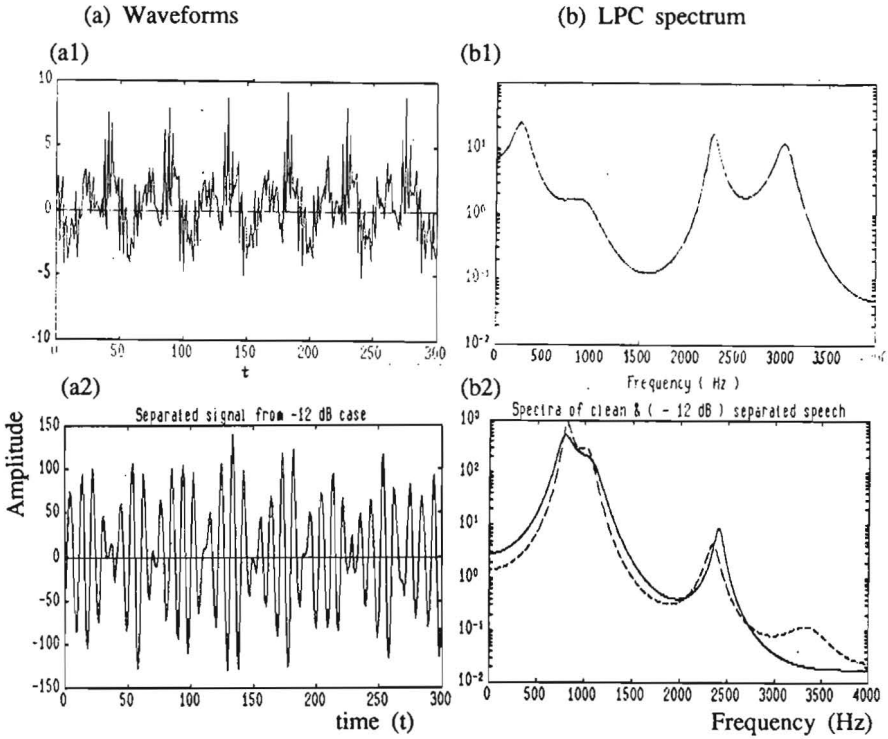 (a) Waveforms (b) LPC spectrum
(a1) (b1)
10
5
0
-5
-10
50 100 150 200 250 300
t
10¹
10⁰
10⁻¹
10⁻²
500 1000 1500 2000 2500 3000 3500
Frequency ( Hz )
(a2) (b2)
Separated signal from -12 dB case
Spectra of clean & ( - 12 dB ) separated speech
Amplitude
150
100
50
0
-50
-100
-150
0 50 100 150 200 250 300
time (t)
10³
10²
10¹
10⁰
10⁻¹
10⁻²
0 500 1000 1500 2000 2500 3000 3500 4000
Frequency (Hz)